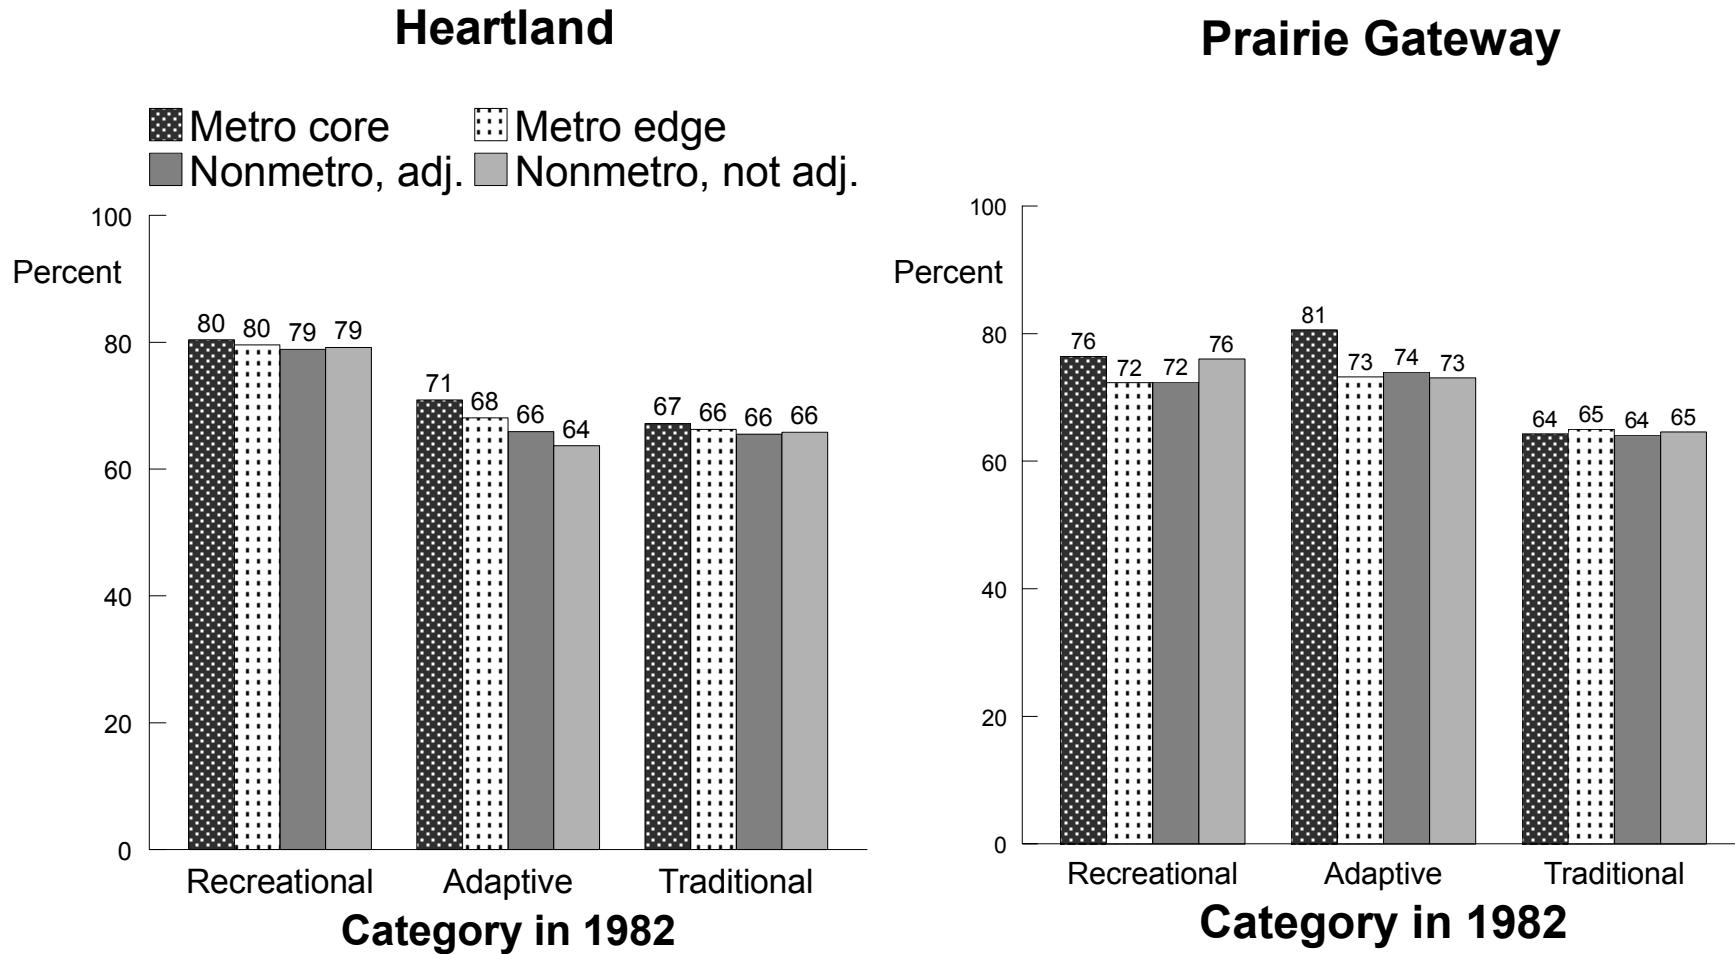 Heartland
Metro core
Metro edge
Nonmetro, adj.
Nonmetro, not adj.
100
Percent
80
60
40
20
0
80
80
79
79
71
68
66
64
67
66
66
66
Recreational
Adaptive
Traditional
Category in 1982
Prairie Gateway
100
Percent
80
60
40
20
0
76
72
72
76
81
73
74
73
64
65
64
65
Recreational
Adaptive
Traditional
Category in 1982